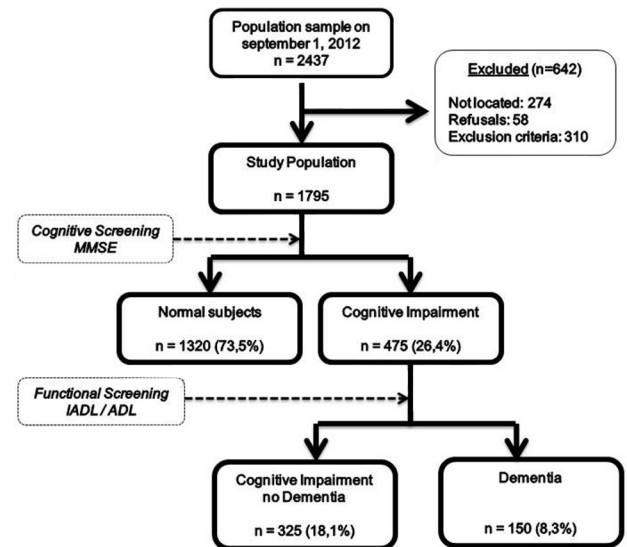 Population sample on
september 1, 2012
n = 2437
Excluded (n=642)
Not located: 274
Refusals: 58
Exclusion criteria: 310
Study Population
n = 1795
Cognitive Screening
MMSE
Normal subjects
n = 1320 (73,5%)
Cognitive Impairment
n = 475 (26,4%)
Functional Screening
IADL / ADL
Cognitive Impairment
no Dementia
n = 325 (18,1%)
Dementia
n = 150 (8,3%)